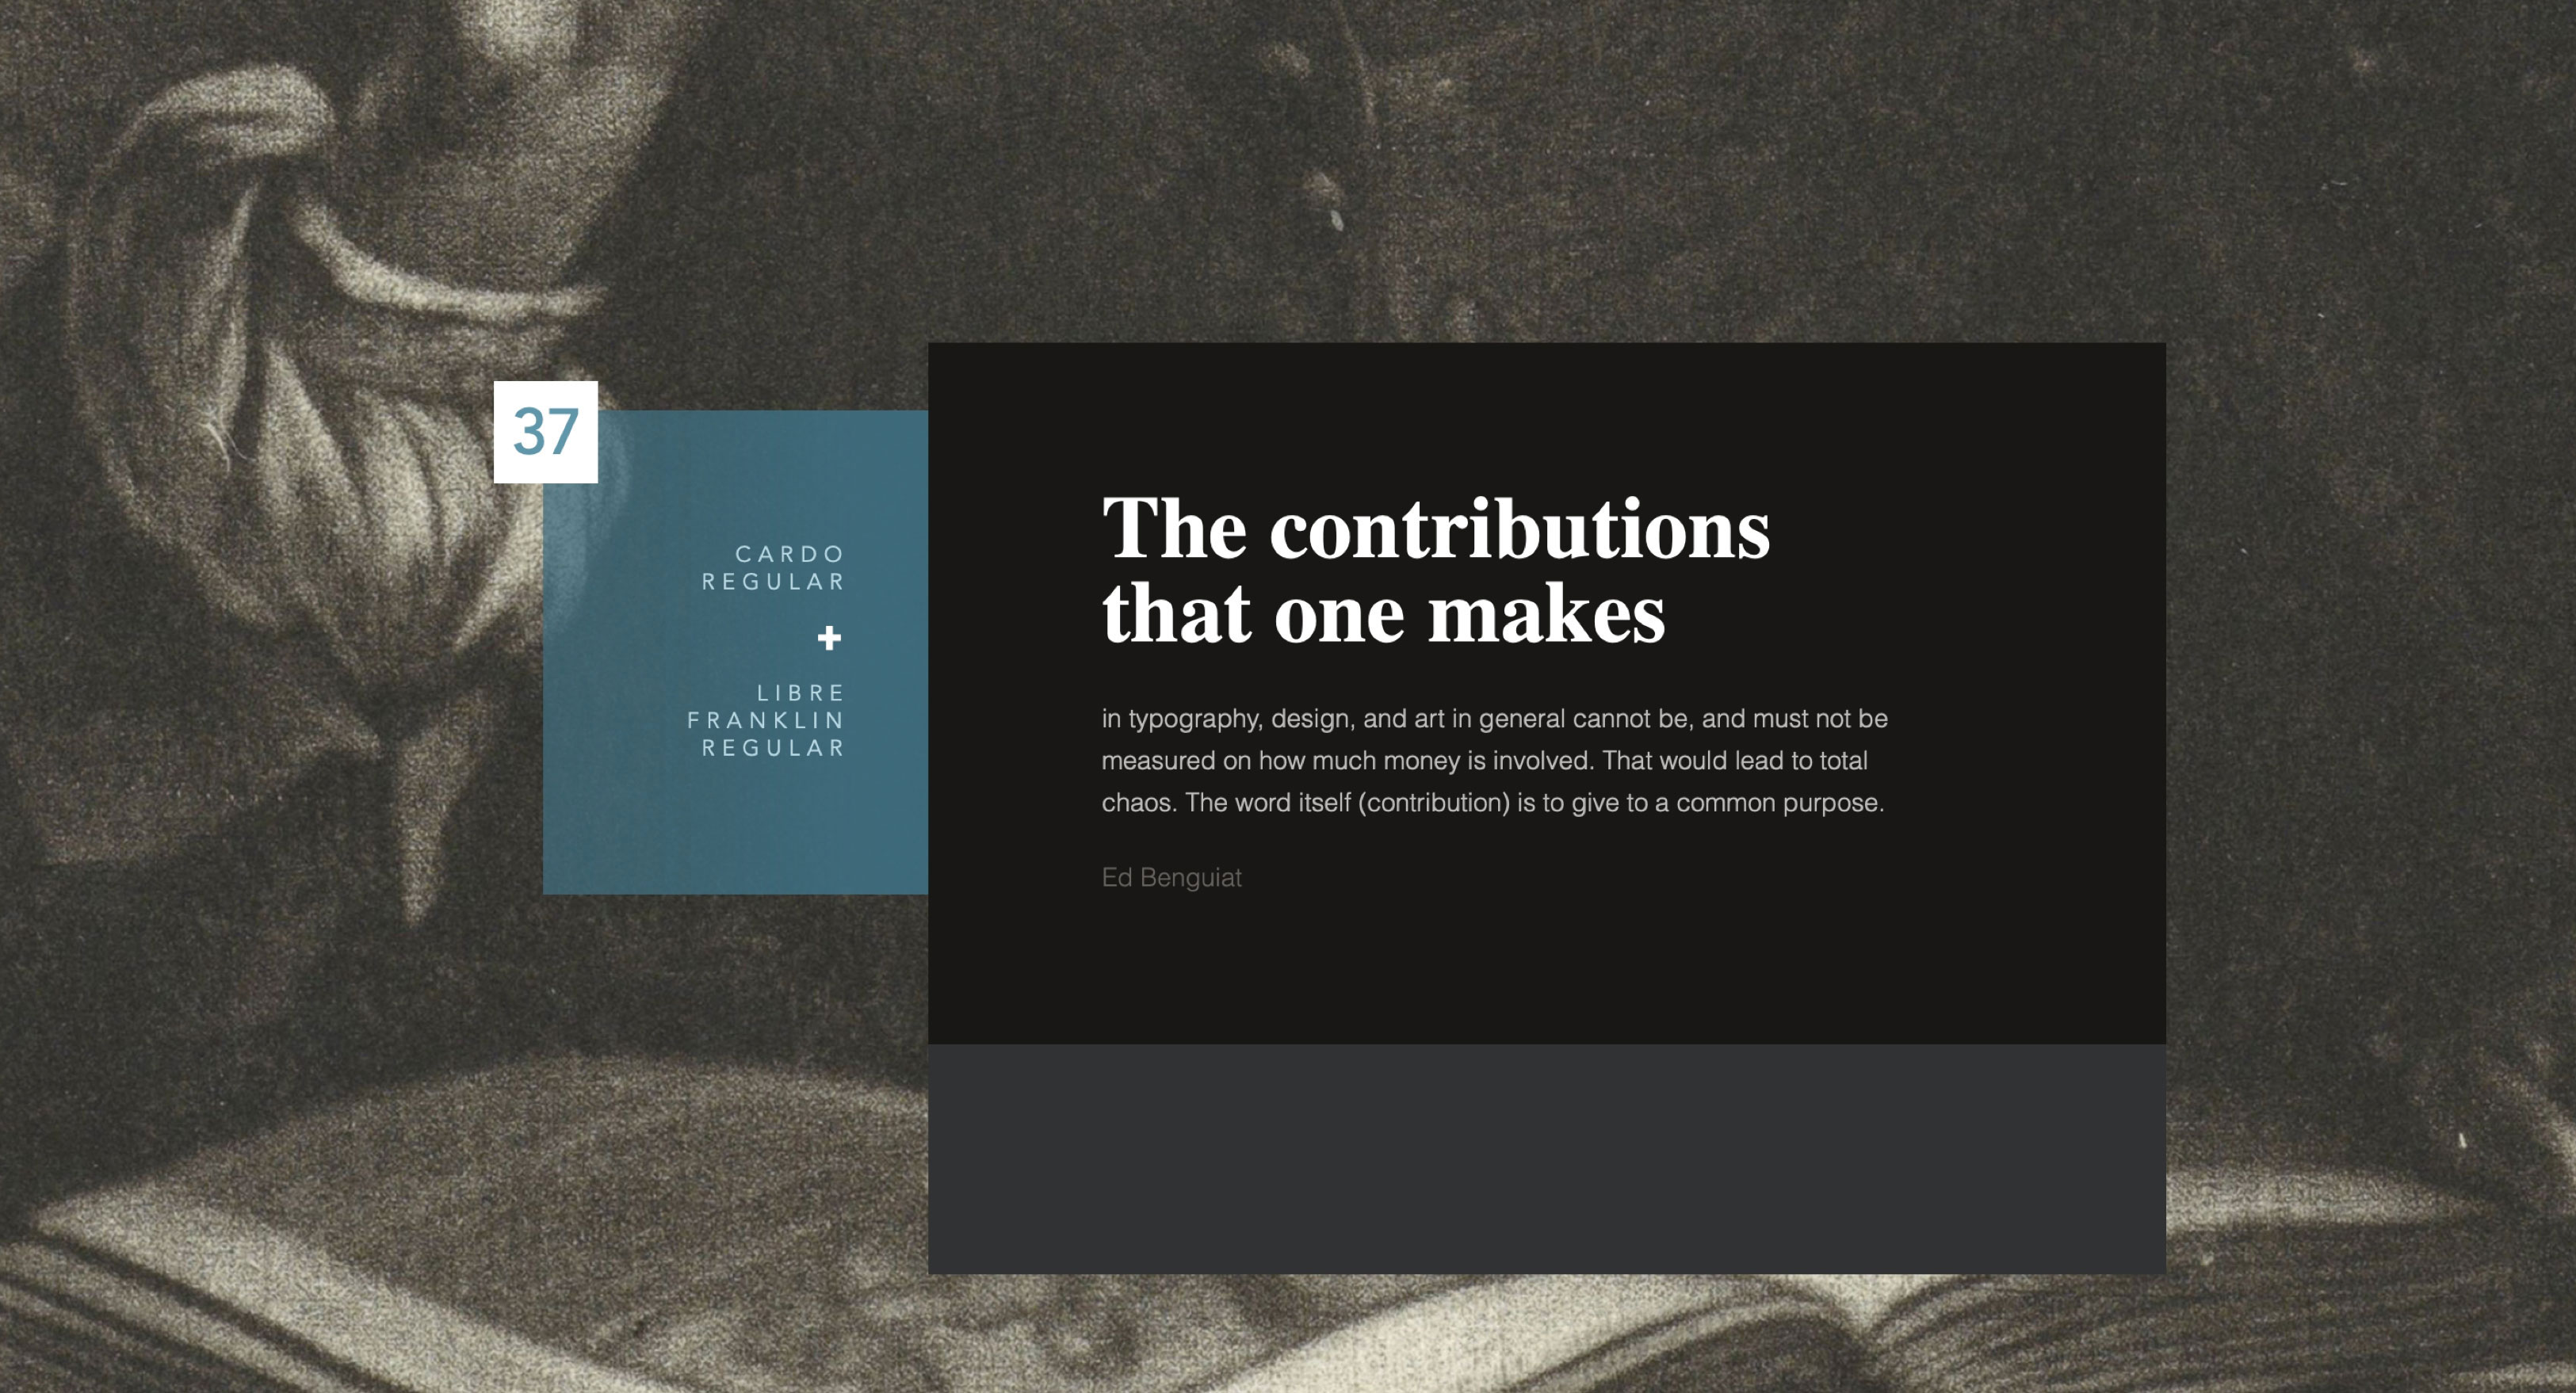 37
CARDO
REGULAR
+
LIBRE
FRANKLIN
REGULAR
The contributions
that one makes
in typography, design, and art in general cannot be, and must not be
measured on how much money is involved. That would lead to total
chaos. The word itself (contribution) is to give to a common purpose.
Ed Benguiat